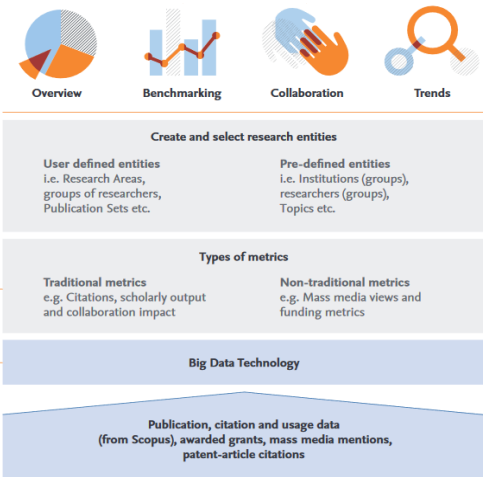 Overview
Benchmarking
Collaboration
Trends
Create and select research entities
User defined entities
i.e. Research Areas,
groups of researchers,
Publication Sets etc.
Pre-defined entities
i.e. Institutions (groups),
researchers (groups),
Topics etc.
Types of metrics
Traditional metrics
e.g. Citations, scholarly output
and collaboration impact
Non-traditional metrics
e.g. Mass media views and
funding metrics
Big Data Technology
Publication, citation and usage data
(from Scopus), awarded grants, mass media mentions,
patent-article citations